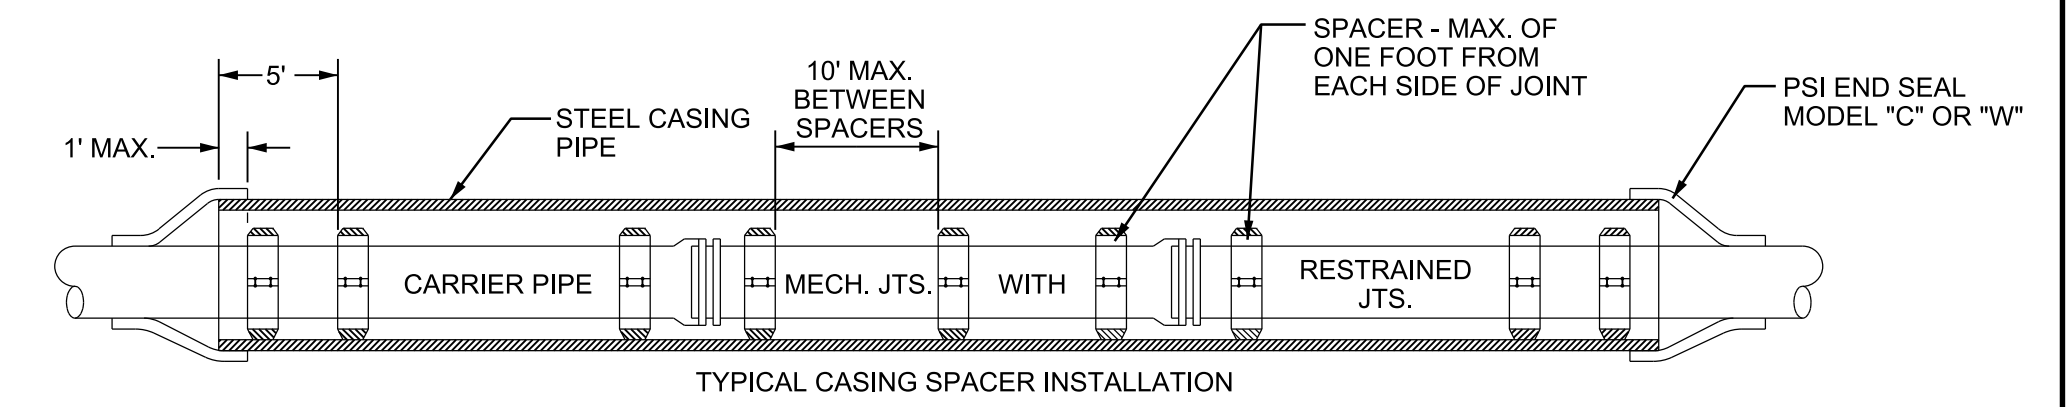 5'
1' MAX.
STEEL CASING
PIPE
10' MAX.
BETWEEN
SPACERS
SPACER - MAX. OF
ONE FOOT FROM
EACH SIDE OF JOINT
PSI END SEAL
MODEL "C" OR "W"
CARRIER PIPE
MECH. JTS.
WITH
RESTRAINED
JTS.
TYPICAL CASING SPACER INSTALLATION